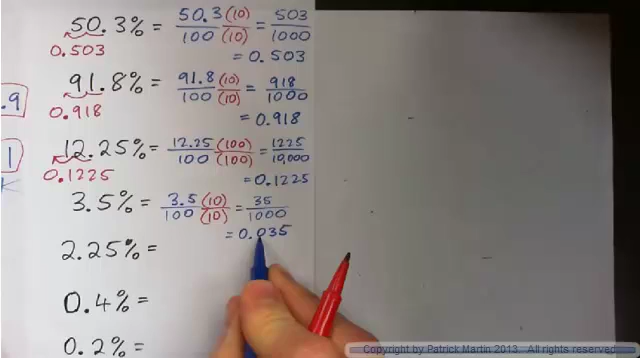 50.3% = 50.3 (10) / 100 (10) = 503 / 1000
0.503
= 0.503
91.8% = 91.8 (10) / 100 (10) = 918 / 1000
.9
0.918
= 0.918
12.25% = 12.25 (100) / 100 (100) = 1225 / 10,000
1
0.1225
= 0.1225
3.5% = 3.5 (10) / 100 (10) = 35 / 1000
= 0.035
2.25% =
0.4% =
0.2% =
Copyright by Patrick Martin 2013. All rights reserved